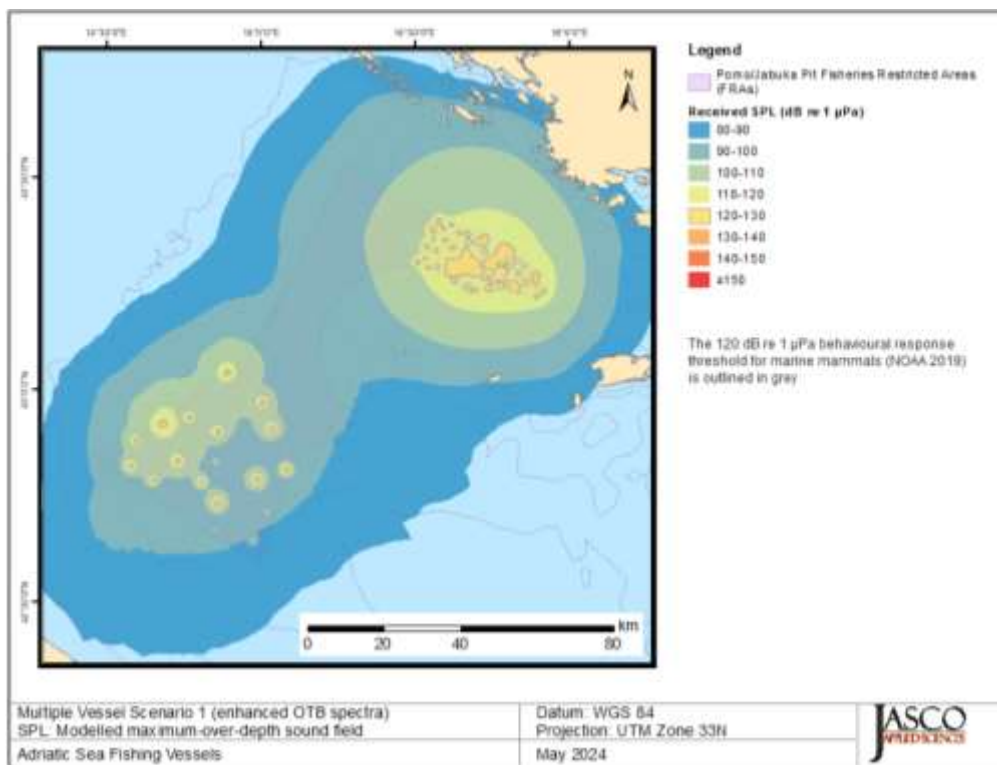 N
Legend
Pomo/Jabuka Pit Fisheries Restricted Areas
(FRAs)
Received SPL (dB re 1 µPa)
80-90
90-100
100-110
110-120
120-130
130-140
140-150
≥150
The 120 dB re 1 µPa behavioural response
threshold for marine mammals (NOAA 2019)
is outlined in grey
km
0 20 40 80
Multiple Vessel Scenario 1 (enhanced OTB spectra)
SPL: Modelled maximum-over-depth sound field
Adriatic Sea Fishing Vessels
Datum: WGS 84
Projection: UTM Zone 33N
May 2024
JASCO
APPLIED SCIENCES